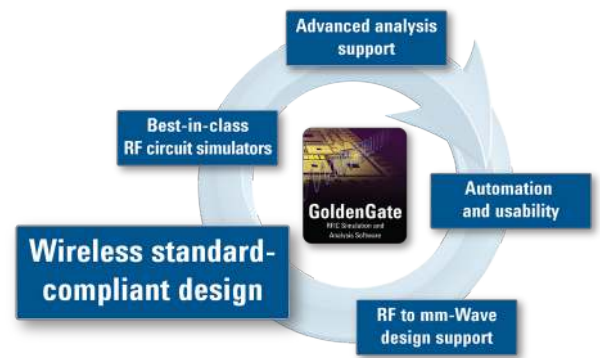 Advanced analysis
support
Best-in-class
RF circuit simulators
GoldenGate
RFIC Simulation and
Analysis Software
Automation
and usability
Wireless standard-
compliant design
RF to mm-Wave
design support